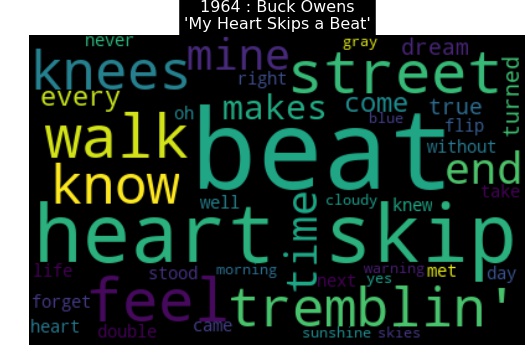 1964 : Buck Owens
'My Heart Skips a Beat'
never
gray
dream
mine
knees
right
street
turned
every
makes
come
true
oh
blue
flip
walk
beat
without
end
know
take
well
time
cloudy
knew
heart
skip
life
stood
morning
next
warning
met
day
yes
forget
feel
tremblin'
heart
double
came
sunshine
skies